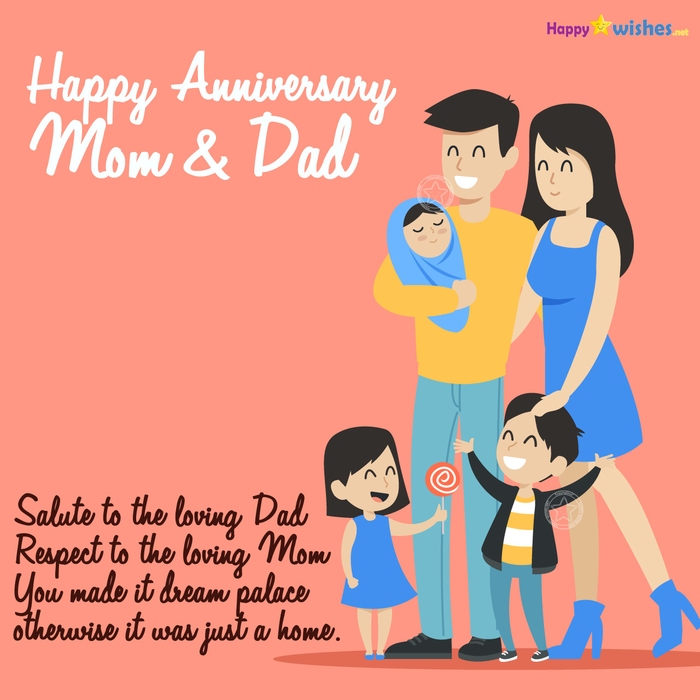 Happy wishes.net
Happy Anniversary
Mom & Dad
Salute to the loving Dad
Respect to the loving Mom
You made it dream palace
otherwise it was just a home.